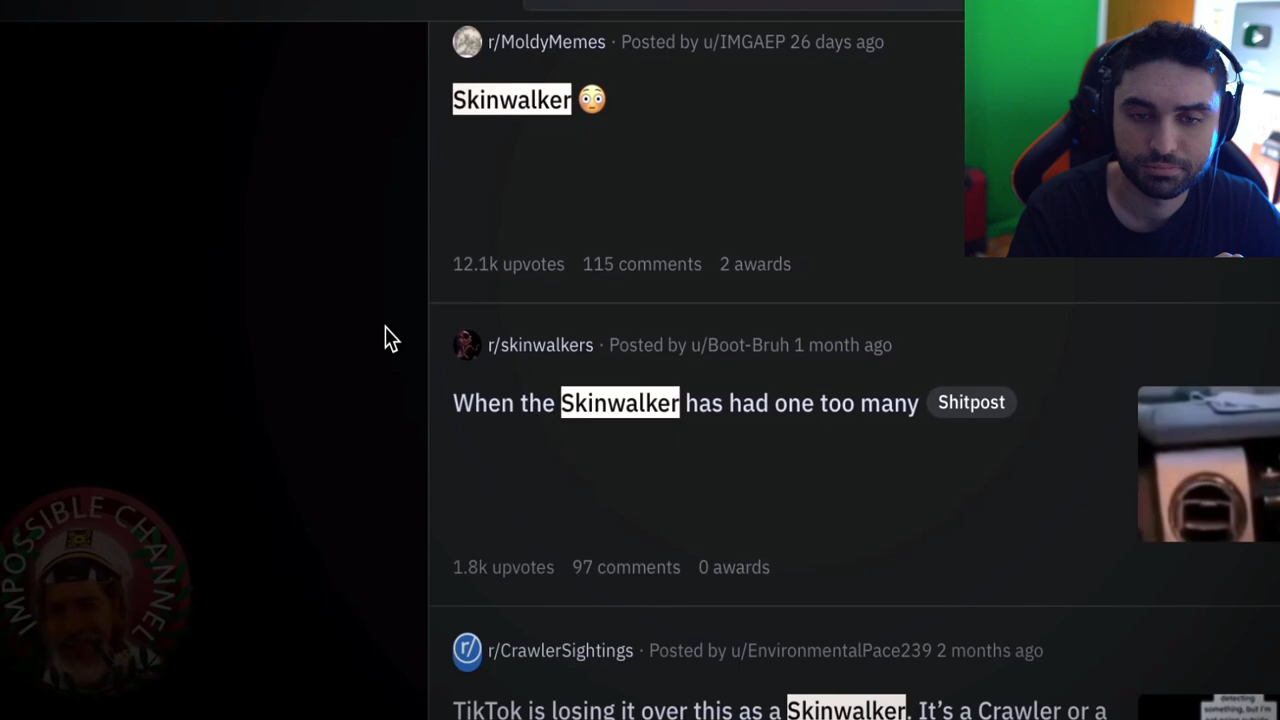 r/MoldyMemes · Posted by u/IMGAEP 26 days ago
Skinwalker 😳
12.1k upvotes 115 comments 2 awards
r/skinwalkers · Posted by u/Boot-Bruh 1 month ago
When the Skinwalker has had one too many Shitpost
1.8k upvotes 97 comments 0 awards
r/CrawlerSightings · Posted by u/EnvironmentalPace239 2 months ago
TikTok is losing it over this as a Skinwalker. It’s a Crawler or a
detecting
something, but I'm
IMPOSSIBLE CHANNEL